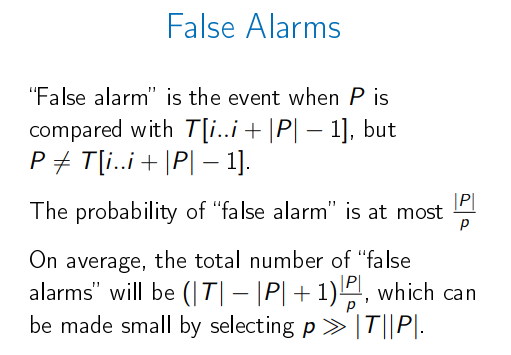 False Alarms
“False alarm” is the event when P is
compared with T[i..i + |P| − 1], but
P ≠ T[i..i + |P| − 1].
The probability of “false alarm” is at most |P|/p
On average, the total number of “false
alarms” will be (|T| − |P| + 1)|P|/p, which can
be made small by selecting p ≫ |T||P|.